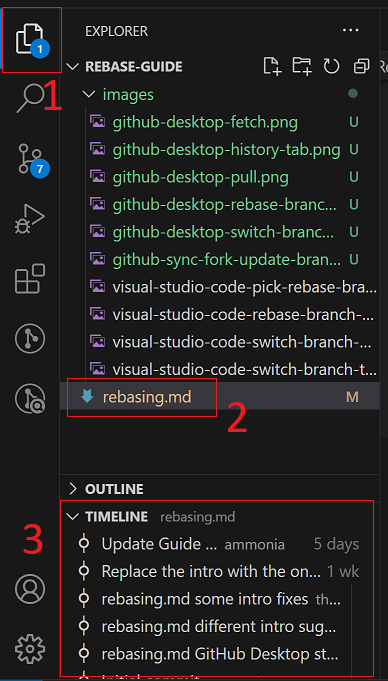 EXPLORER
1
1
REBASE-GUIDE
images
github-desktop-fetch.png U
github-desktop-history-tab.png U
github-desktop-pull.png U
7
github-desktop-rebase-branc... U
github-desktop-switch-branc... U
github-sync-fork-update-bran... U
visual-studio-code-pick-rebase-bra...
visual-studio-code-rebase-branch-...
visual-studio-code-switch-branch-...
visual-studio-code-switch-branch-t...
rebasing.md M
2
OUTLINE
TIMELINE rebasing.md
3
Update Guide ... ammonia 5 days
Replace the intro with the on... 1 wk
rebasing.md some intro fixes th...
rebasing.md different intro sug...
rebasing.md GitHub Desktop st...
Initial commit